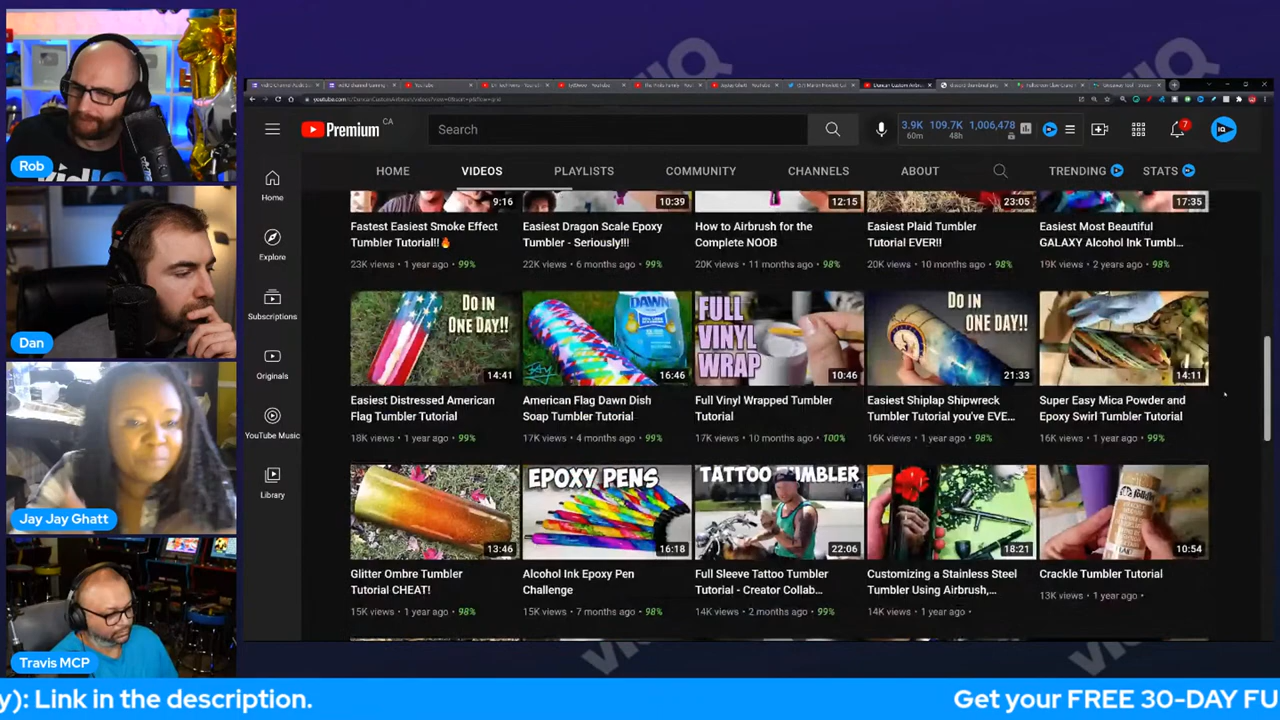 Rob
Dan
Jay Jay Ghatt
Travis MCP
Premium
CA
Search
3.9K 109.7K 1,006,478
60m 48h
7
HOME VIDEOS PLAYLISTS COMMUNITY CHANNELS ABOUT TRENDING STATS
Home
Explore
Subscriptions
Originals
YouTube Music
Library
9:16 10:39 12:15 23:05 17:35
Fastest Easiest Smoke Effect
Tumbler Tutorial!!🔥
23K views • 1 year ago • 99%
Easiest Dragon Scale Epoxy
Tumbler - Seriously!!!
22K views • 6 months ago • 99%
How to Airbrush for the
Complete NOOB
20K views • 11 months ago • 98%
Easiest Plaid Tumbler
Tutorial EVER!!
20K views • 10 months ago • 98%
Easiest Most Beautiful
GALAXY Alcohol Ink Tumbl...
19K views • 2 years ago • 98%
DO IN
ONE DAY!!
14:41
Easiest Distressed American
Flag Tumbler Tutorial
18K views • 1 year ago • 99%
DAWN
16:46
American Flag Dawn Dish
Soap Tumbler Tutorial
17K views • 4 months ago • 99%
FULL
VINYL
WRAP
10:46
Full Vinyl Wrapped Tumbler
Tutorial
17K views • 10 months ago • 100%
DO IN
ONE DAY!!
21:33
Easiest Shiplap Shipwreck
Tumbler Tutorial you've EVE...
16K views • 1 year ago • 98%
14:11
Super Easy Mica Powder and
Epoxy Swirl Tumbler Tutorial
16K views • 1 year ago • 99%
13:46
Glitter Ombre Tumbler
Tutorial CHEAT!
15K views • 1 year ago • 98%
EPOXY PENS
16:18
Alcohol Ink Epoxy Pen
Challenge
15K views • 7 months ago • 98%
TATTOO TUMBLER
22:06
Full Sleeve Tattoo Tumbler
Tutorial - Creator Collab...
14K views • 2 months ago • 99%
18:21
Customizing a Stainless Steel
Tumbler Using Airbrush,...
14K views • 1 year ago •
10:54
Crackle Tumbler Tutorial
13K views • 1 year ago •
y): Link in the description.
Get your FREE 30-DAY FU